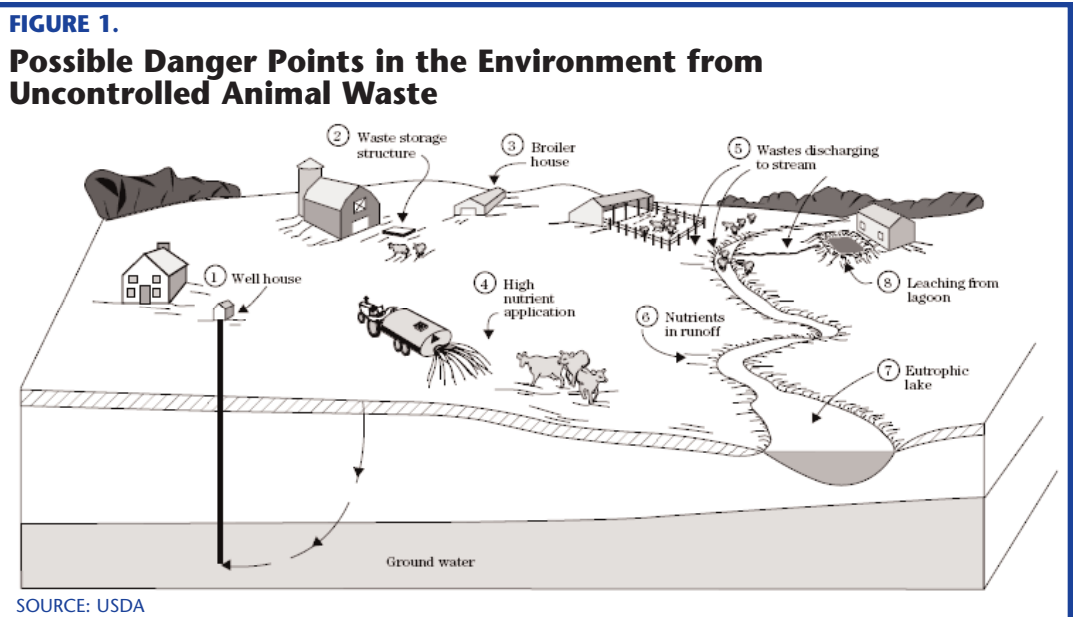 FIGURE 1.
Possible Danger Points in the Environment from
Uncontrolled Animal Waste
2 Waste storage
structure
3 Broiler
house
5 Wastes discharging
to stream
1 Well house
4 High
nutrient
application
8 Leaching from
lagoon
6 Nutrients
in runoff
7 Eutrophic
lake
Ground water
SOURCE: USDA